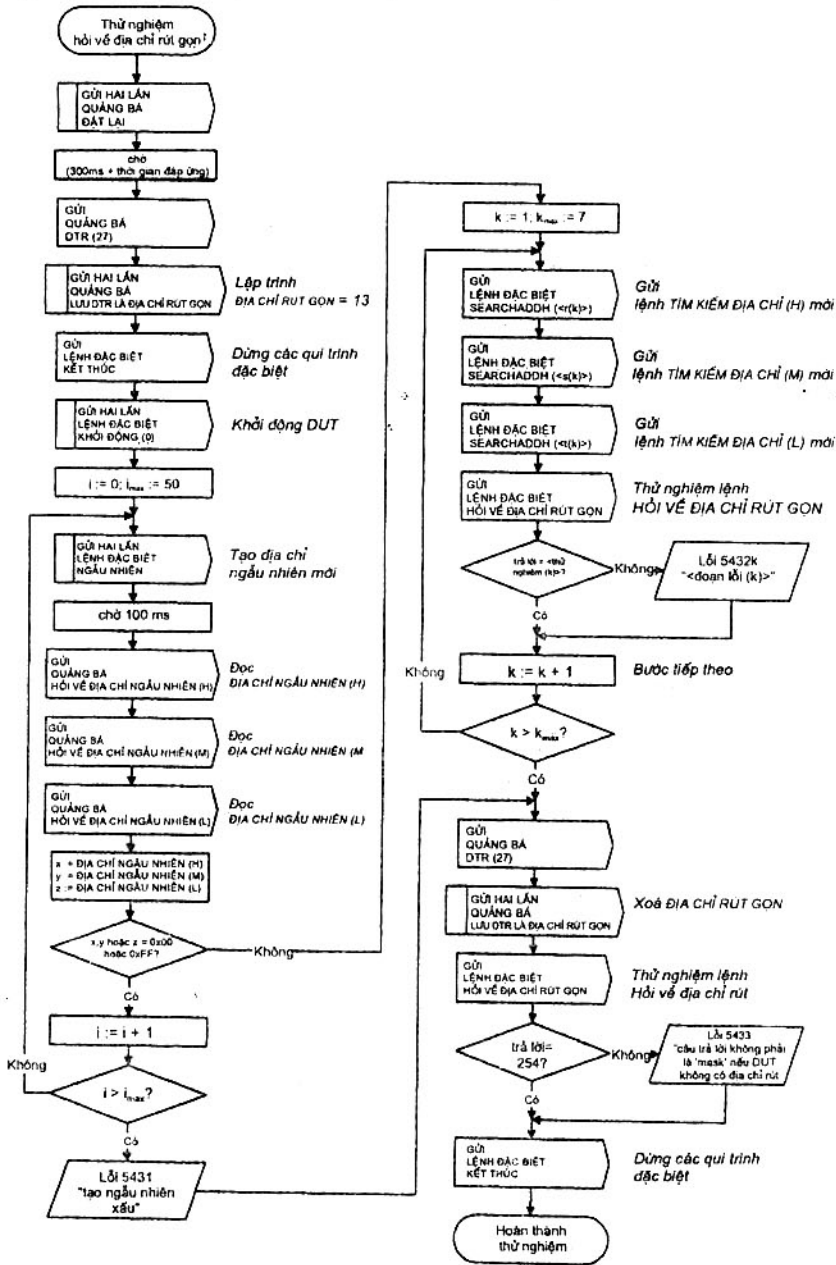 Thử nghiệm
hỏi về địa chỉ rút gọn
GỬI HAI LẦN
QUẢNG BÁ
ĐẶT LẠI
chờ
(300ms + thời gian đáp ứng)
GỬI
QUẢNG BÁ
DTR (27)
GỬI HAI LẦN
QUẢNG BÁ
LƯU DTR LÀ ĐỊA CHỈ RÚT GỌN
Lập trình
ĐỊA CHỈ RÚT GỌN = 13
GỬI
LỆNH ĐẶC BIỆT
KẾT THÚC
Dừng các qui trình
đặc biệt
GỬI HAI LẦN
LỆNH ĐẶC BIỆT
KHỞI ĐỘNG (0)
Khởi động DUT
i := 0; imax := 50
GỬI HAI LẦN
LỆNH ĐẶC BIỆT
NGẪU NHIÊN
Tạo địa chỉ
ngẫu nhiên mới
chờ 100 ms
GỬI
QUẢNG BÁ
HỎI VỀ ĐỊA CHỈ NGẪU NHIÊN (H)
Đọc
ĐỊA CHỈ NGẪU NHIÊN (H)
GỬI
QUẢNG BÁ
HỎI VỀ ĐỊA CHỈ NGẪU NHIÊN (M)
Đọc
ĐỊA CHỈ NGẪU NHIÊN (M
GỬI
QUẢNG BÁ
HỎI VỀ ĐỊA CHỈ NGẪU NHIÊN (L)
Đọc
ĐỊA CHỈ NGẪU NHIÊN (L)
x = ĐỊA CHỈ NGẪU NHIÊN (H)
y := ĐỊA CHỈ NGẪU NHIÊN (M)
z := ĐỊA CHỈ NGẪU NHIÊN (L)
x,y hoặc z = 0x00
hoặc 0xFF?
Không
Có
i := i + 1
Không
i > imax?
Có
Lỗi 5431
"tạo ngẫu nhiên
xấu"
k := 1; kmax := 7
GỬI
LỆNH ĐẶC BIỆT
SEARCHADDH (<r(k)>)
Gửi
lệnh TÌM KIẾM ĐỊA CHỈ (H) mới
GỬI
LỆNH ĐẶC BIỆT
SEARCHADDH (<s(k)>)
Gửi
lệnh TÌM KIẾM ĐỊA CHỈ (M) mới
GỬI
LỆNH ĐẶC BIỆT
SEARCHADDH (<t(k)>)
Gửi
lệnh TÌM KIẾM ĐỊA CHỈ (L) mới
GỬI
LỆNH ĐẶC BIỆT
HỎI VỀ ĐỊA CHỈ RÚT GỌN
Thử nghiệm lệnh
HỎI VỀ ĐỊA CHỈ RÚT GỌN
trả lời = <thử
nghiệm (k)>?
Không
Lỗi 5432k
"<đoạn lỗi (k)>"
Có
k := k + 1
Bước tiếp theo
Không
k > kmax?
Có
GỬI
QUẢNG BÁ
DTR (27)
GỬI HAI LẦN
QUẢNG BÁ
LƯU DTR LÀ ĐỊA CHỈ RÚT GỌN
Xoá ĐỊA CHỈ RÚT GỌN
GỬI
LỆNH ĐẶC BIỆT
HỎI VỀ ĐỊA CHỈ RÚT GỌN
Thử nghiệm lệnh
Hỏi về địa chỉ rút
trả lời=
254?
Không
Lỗi 5433
"câu trả lời không phải
là 'mask' nếu DUT
không có địa chỉ rút
Có
GỬI
LỆNH ĐẶC BIỆT
KẾT THÚC
Dừng các qui trình
đặc biệt
Hoàn thành
thử nghiệm